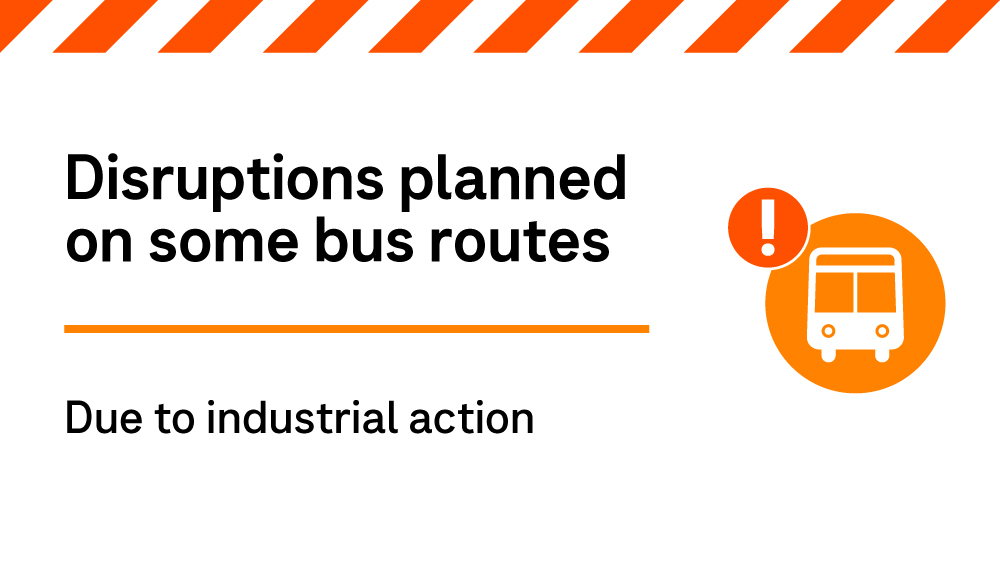 Disruptions planned
on some bus routes
Due to industrial action